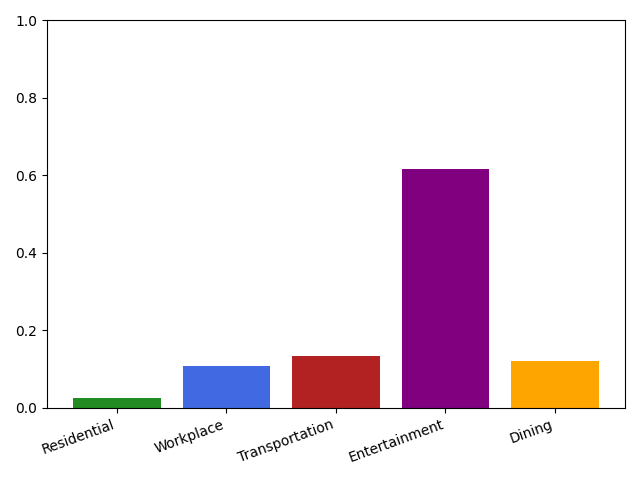 1.0
0.8
0.6
0.4
0.2
0.0
Residential
Workplace
Transportation
Entertainment
Dining